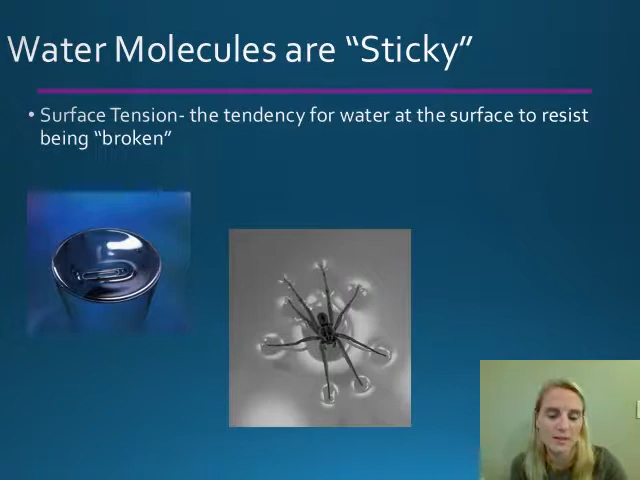 Water Molecules are “Sticky”
• Surface Tension- the tendency for water at the surface to resist
being “broken”